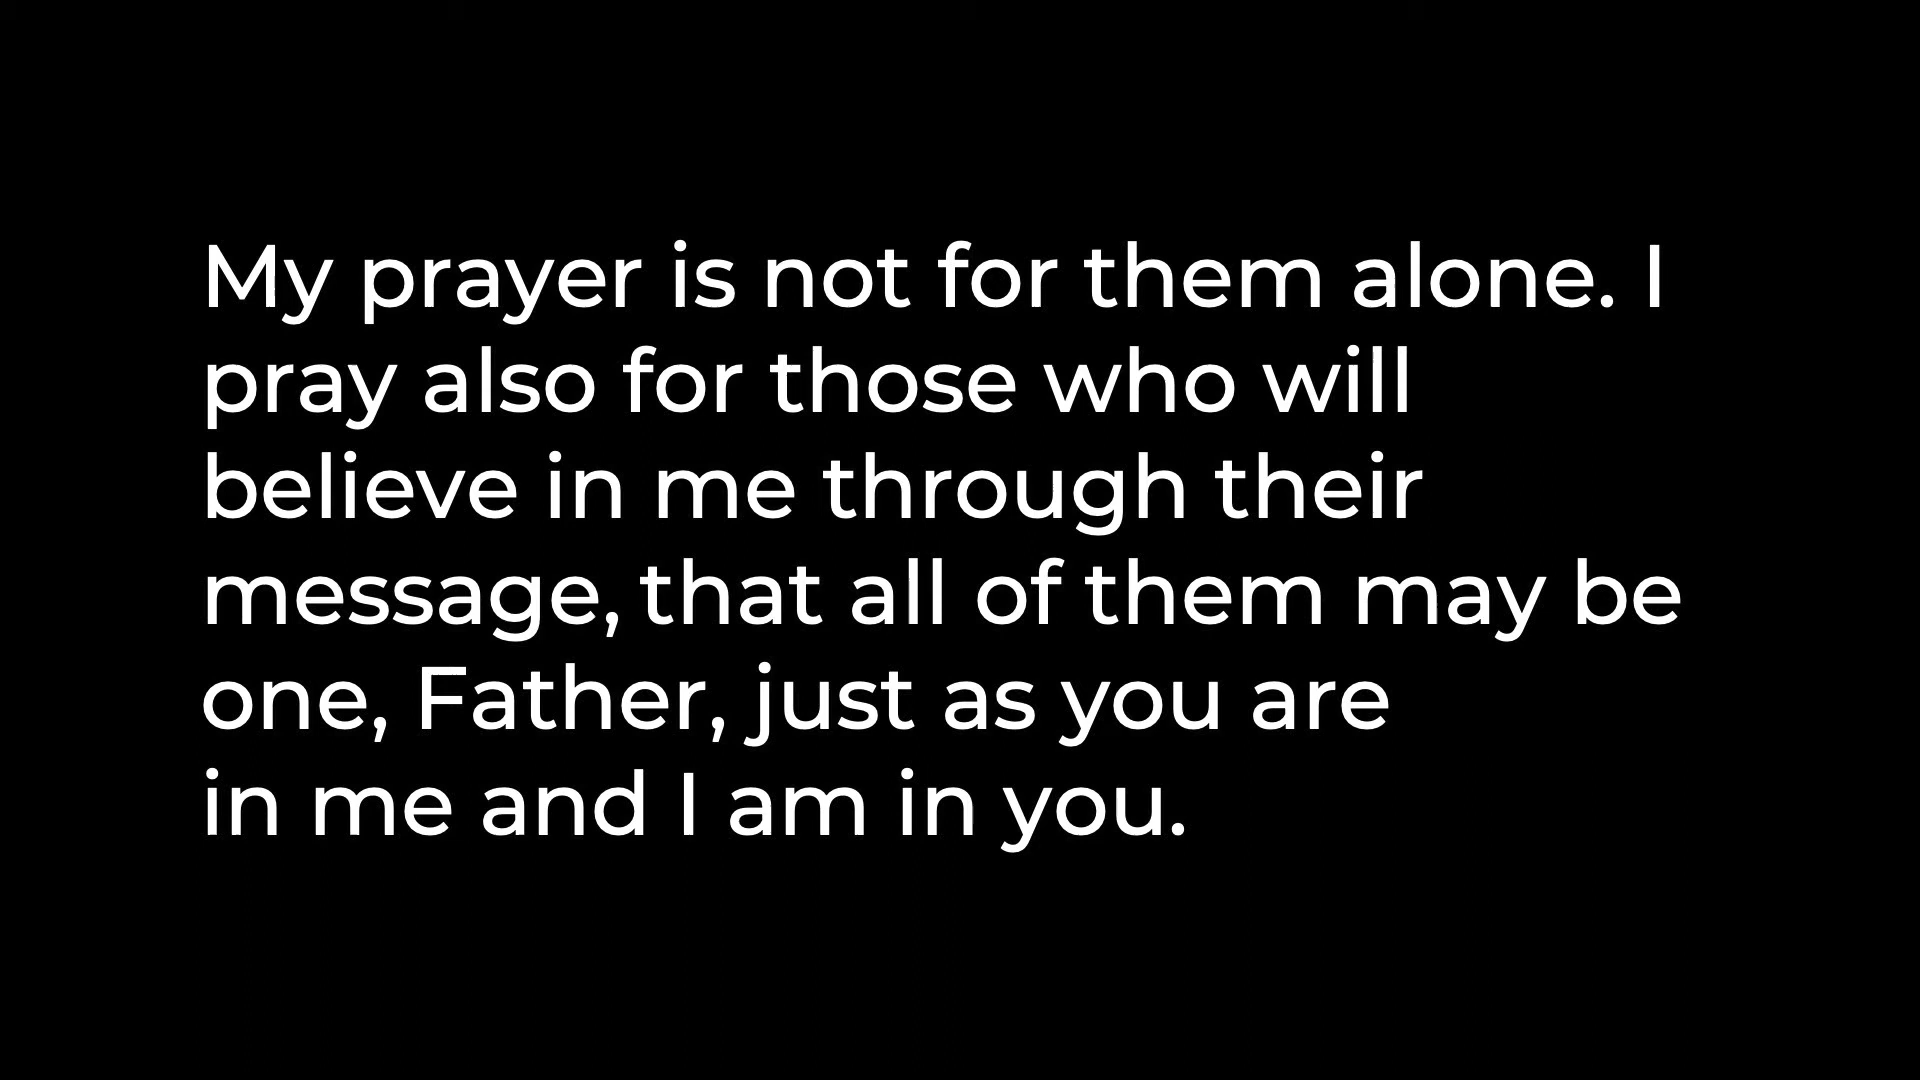 My prayer is not for them alone. I
pray also for those who will
believe in me through their
message, that all of them may be
one, Father, just as you are
in me and I am in you.